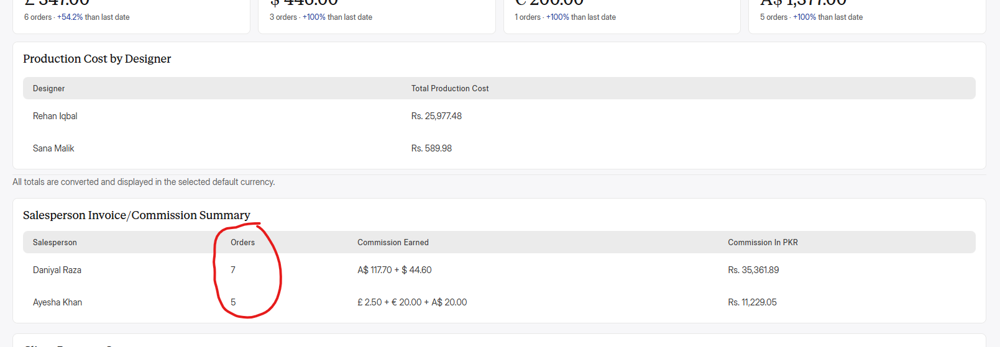 £ 347.00 $ 446.00 € 200.00 A$ 1,377.00
6 orders · +54.2% than last date 3 orders · +100% than last date 1 orders · +100% than last date 5 orders · +100% than last date
Production Cost by Designer
Designer Total Production Cost
Rehan Iqbal Rs. 25,977.48
Sana Malik Rs. 589.98
All totals are converted and displayed in the selected default currency.
Salesperson Invoice/Commission Summary
Salesperson Orders Commission Earned Commission In PKR
Daniyal Raza 7 A$ 117.70 + $ 44.60 Rs. 35,361.89
Ayesha Khan 5 £ 2.50 + € 20.00 + A$ 20.00 Rs. 11,229.05